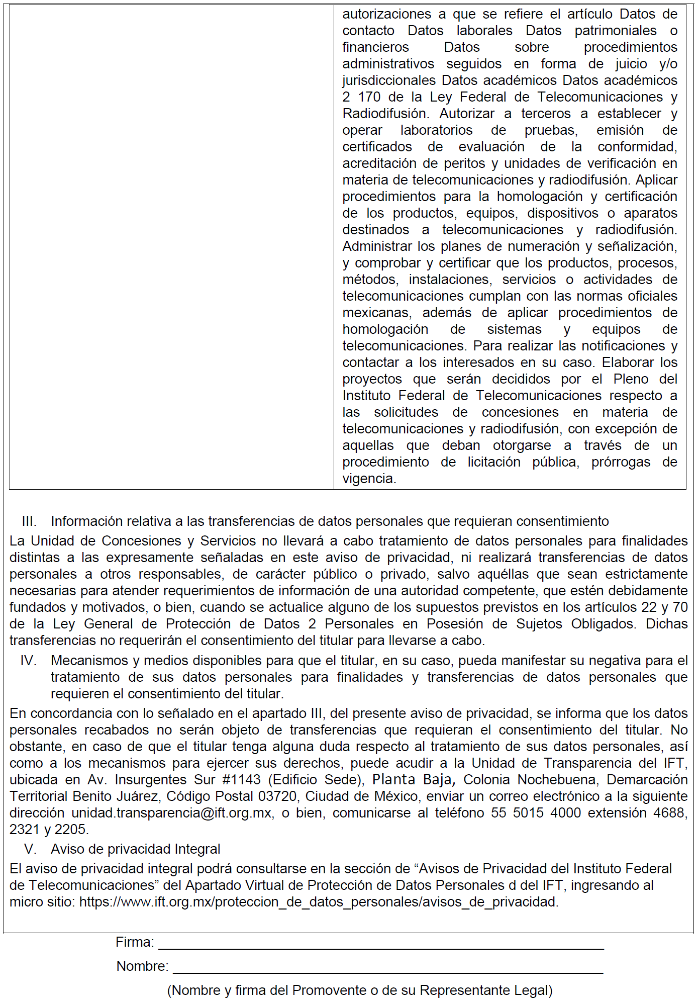 autorizaciones a que se refiere el artículo Datos de
contacto Datos laborales Datos patrimoniales o
financieros Datos sobre procedimientos
administrativos seguidos en forma de juicio y/o
jurisdiccionales Datos académicos Datos académicos
2 170 de la Ley Federal de Telecomunicaciones y
Radiodifusión. Autorizar a terceros a establecer y
operar laboratorios de pruebas, emisión de
certificados de evaluación de la conformidad,
acreditación de peritos y unidades de verificación en
materia de telecomunicaciones y radiodifusión. Aplicar
procedimientos para la homologación y certificación
de los productos, equipos, dispositivos o aparatos
destinados a telecomunicaciones y radiodifusión.
Administrar los planes de numeración y señalización,
y comprobar y certificar que los productos, procesos,
métodos, instalaciones, servicios o actividades de
telecomunicaciones cumplan con las normas oficiales
mexicanas, además de aplicar procedimientos de
homologación de sistemas y equipos de
telecomunicaciones. Para realizar las notificaciones y
contactar a los interesados en su caso. Elaborar los
proyectos que serán decididos por el Pleno del
Instituto Federal de Telecomunicaciones respecto a
las solicitudes de concesiones en materia de
telecomunicaciones y radiodifusión, con excepción de
aquellas que deban otorgarse a través de un
procedimiento de licitación pública, prórrogas de
vigencia.
III. Información relativa a las transferencias de datos personales que requieran consentimiento
La Unidad de Concesiones y Servicios no llevará a cabo tratamiento de datos personales para finalidades
distintas a las expresamente señaladas en este aviso de privacidad, ni realizará transferencias de datos
personales a otros responsables, de carácter público o privado, salvo aquéllas que sean estrictamente
necesarias para atender requerimientos de información de una autoridad competente, que estén debidamente
fundados y motivados, o bien, cuando se actualice alguno de los supuestos previstos en los artículos 22 y 70
de la Ley General de Protección de Datos 2 Personales en Posesión de Sujetos Obligados. Dichas
transferencias no requerirán el consentimiento del titular para llevarse a cabo.
IV. Mecanismos y medios disponibles para que el titular, en su caso, pueda manifestar su negativa para el
tratamiento de sus datos personales para finalidades y transferencias de datos personales que
requieren el consentimiento del titular.
En concordancia con lo señalado en el apartado III, del presente aviso de privacidad, se informa que los datos
personales recabados no serán objeto de transferencias que requieran el consentimiento del titular. No
obstante, en caso de que el titular tenga alguna duda respecto al tratamiento de sus datos personales, así
como a los mecanismos para ejercer sus derechos, puede acudir a la Unidad de Transparencia del IFT,
ubicada en Av. Insurgentes Sur #1143 (Edificio Sede), Planta Baja, Colonia Nochebuena, Demarcación
Territorial Benito Juárez, Código Postal 03720, Ciudad de México, enviar un correo electrónico a la siguiente
dirección unidad.transparencia@ift.org.mx, o bien, comunicarse al teléfono 55 5015 4000 extensión 4688,
2321 y 2205.
V. Aviso de privacidad Integral
El aviso de privacidad integral podrá consultarse en la sección de “Avisos de Privacidad del Instituto Federal
de Telecomunicaciones” del Apartado Virtual de Protección de Datos Personales d del IFT, ingresando al
micro sitio: https://www.ift.org.mx/proteccion_de_datos_personales/avisos_de_privacidad.
Firma:
Nombre:
(Nombre y firma del Promovente o de su Representante Legal)